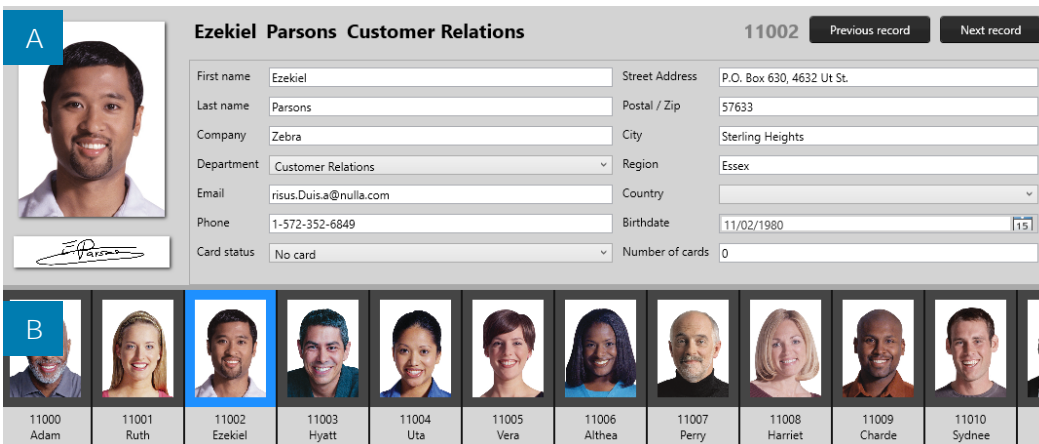 A
Ezekiel Parsons Customer Relations 11002 Previous record Next record
First name Ezekiel Street Address P.O. Box 630, 4632 Ut St.
Last name Parsons Postal / Zip 57633
Company Zebra City Sterling Heights
Department Customer Relations Region Essex
Email risus.Duis.a@nulla.com Country
Phone 1-572-352-6849 Birthdate 11/02/1980 15
Card status No card Number of cards 0
E Parsons
B
11000 11001 11002 11003 11004 11005 11006 11007 11008 11009 11010
Adam Ruth Ezekiel Hyatt Uta Vera Althea Perry Harriet Charde Sydnee